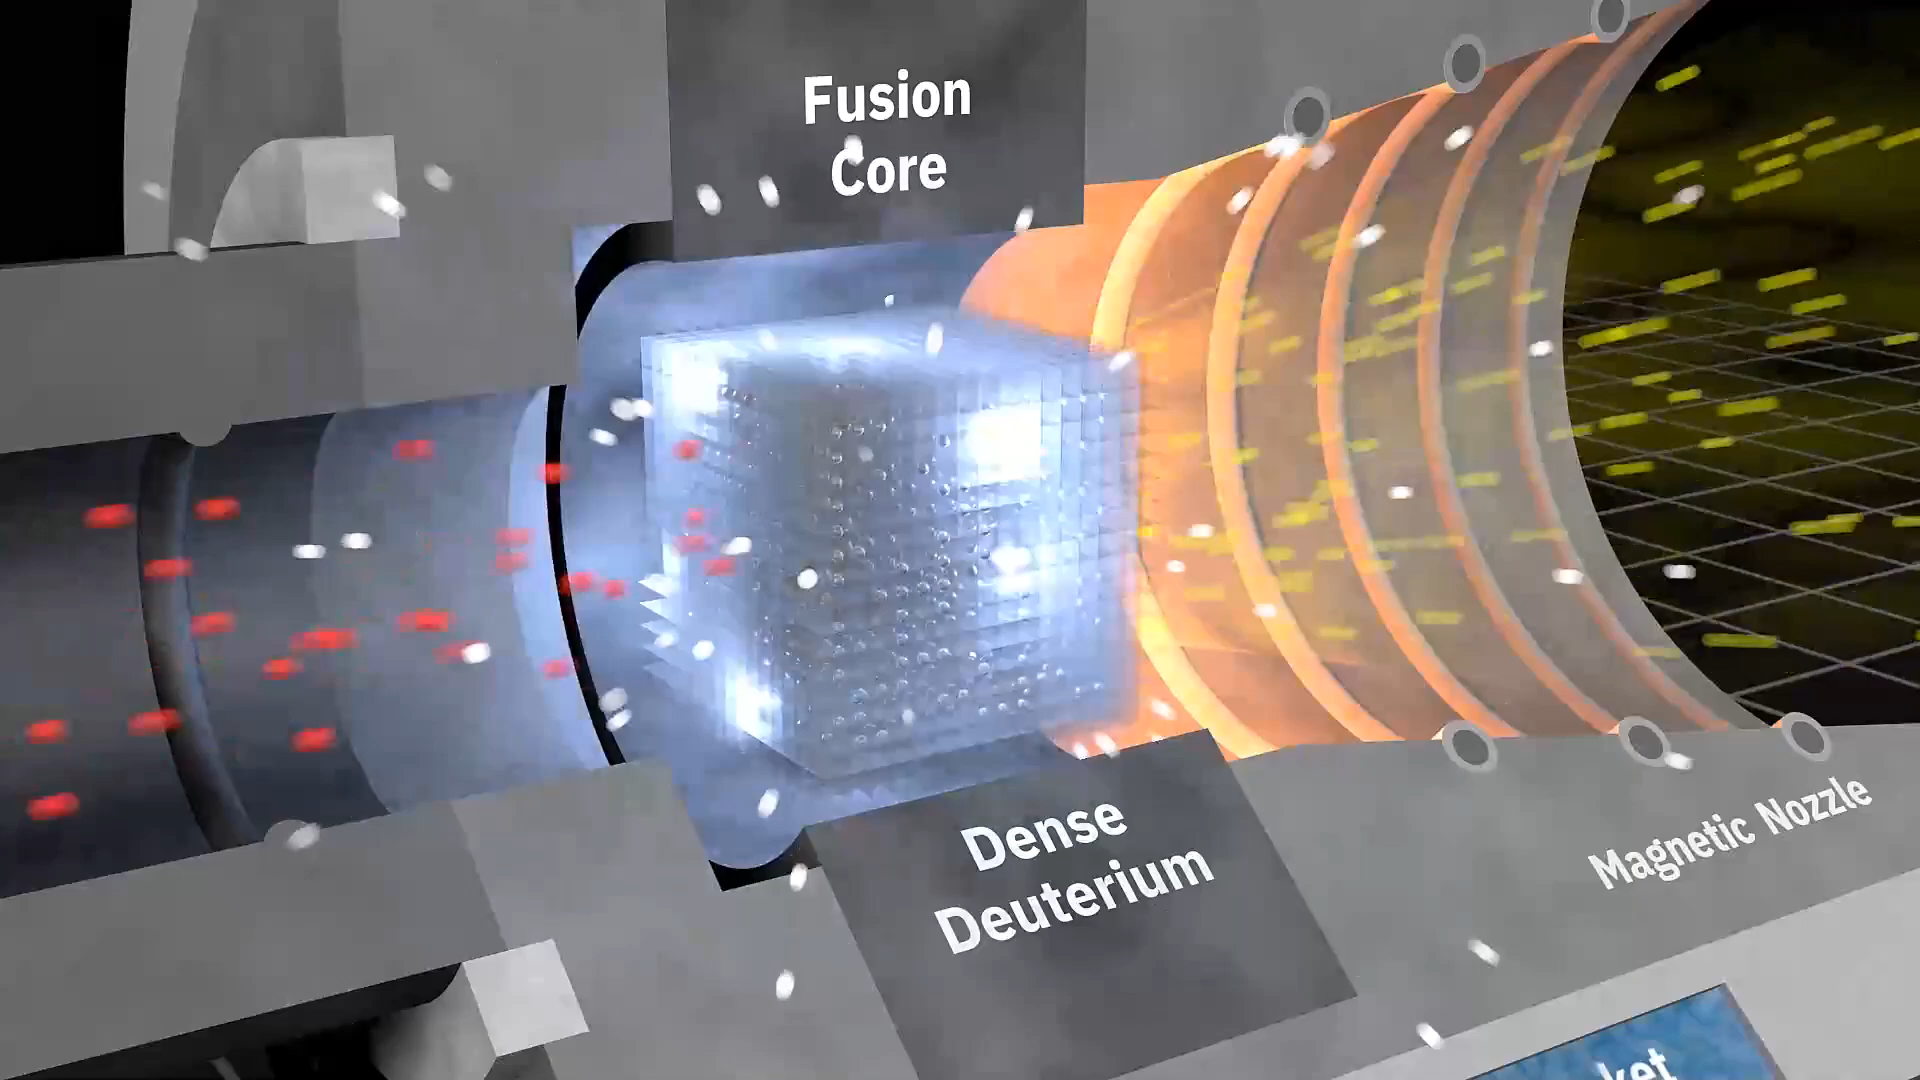 Fusion
Core
Dense
Deuterium
Magnetic Nozzle